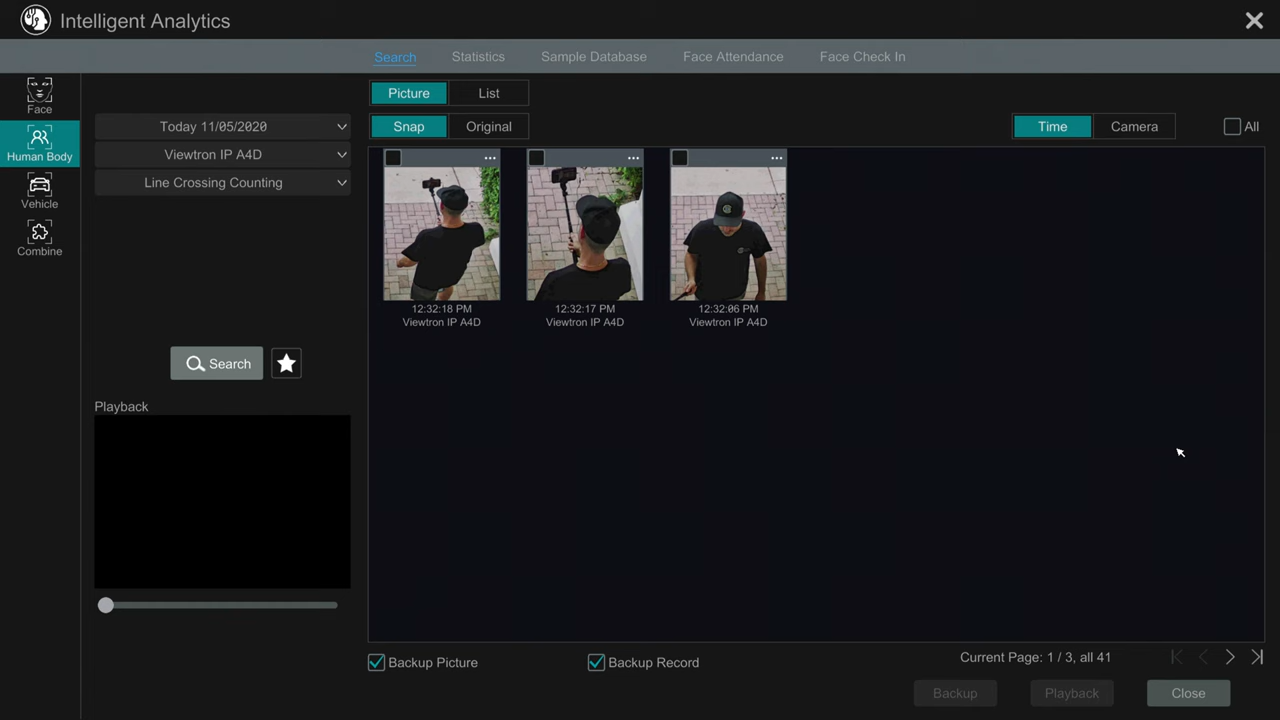 Intelligent Analytics
Search Statistics Sample Database Face Attendance Face Check In
Face
Human Body
Vehicle
Combine
Today 11/05/2020
Viewtron IP A4D
Line Crossing Counting
Search
Playback
Picture List
Snap Original
Time Camera All
12:32:18 PM
Viewtron IP A4D
12:32:17 PM
Viewtron IP A4D
12:32:06 PM
Viewtron IP A4D
Backup Picture Backup Record
Current Page: 1 / 3, all 41
Backup Playback Close